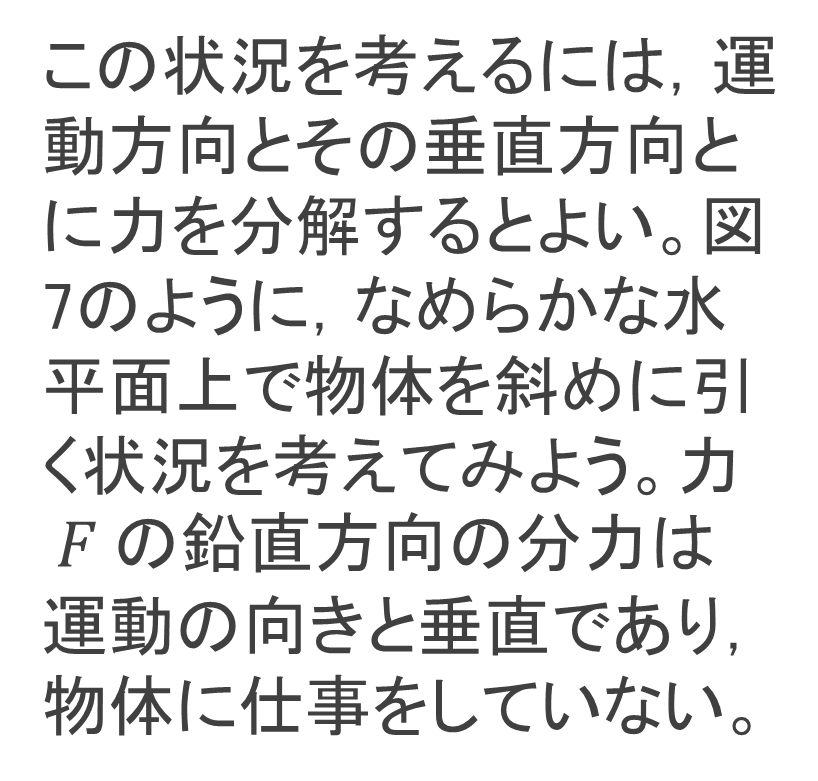 この状況を考えるには，運
動方向とその垂直方向と
に力を分解するとよい。図
7のように，なめらかな水
平面上で物体を斜めに引
く状況を考えてみよう。力
F の鉛直方向の分力は
運動の向きと垂直であり，
物体に仕事をしていない。